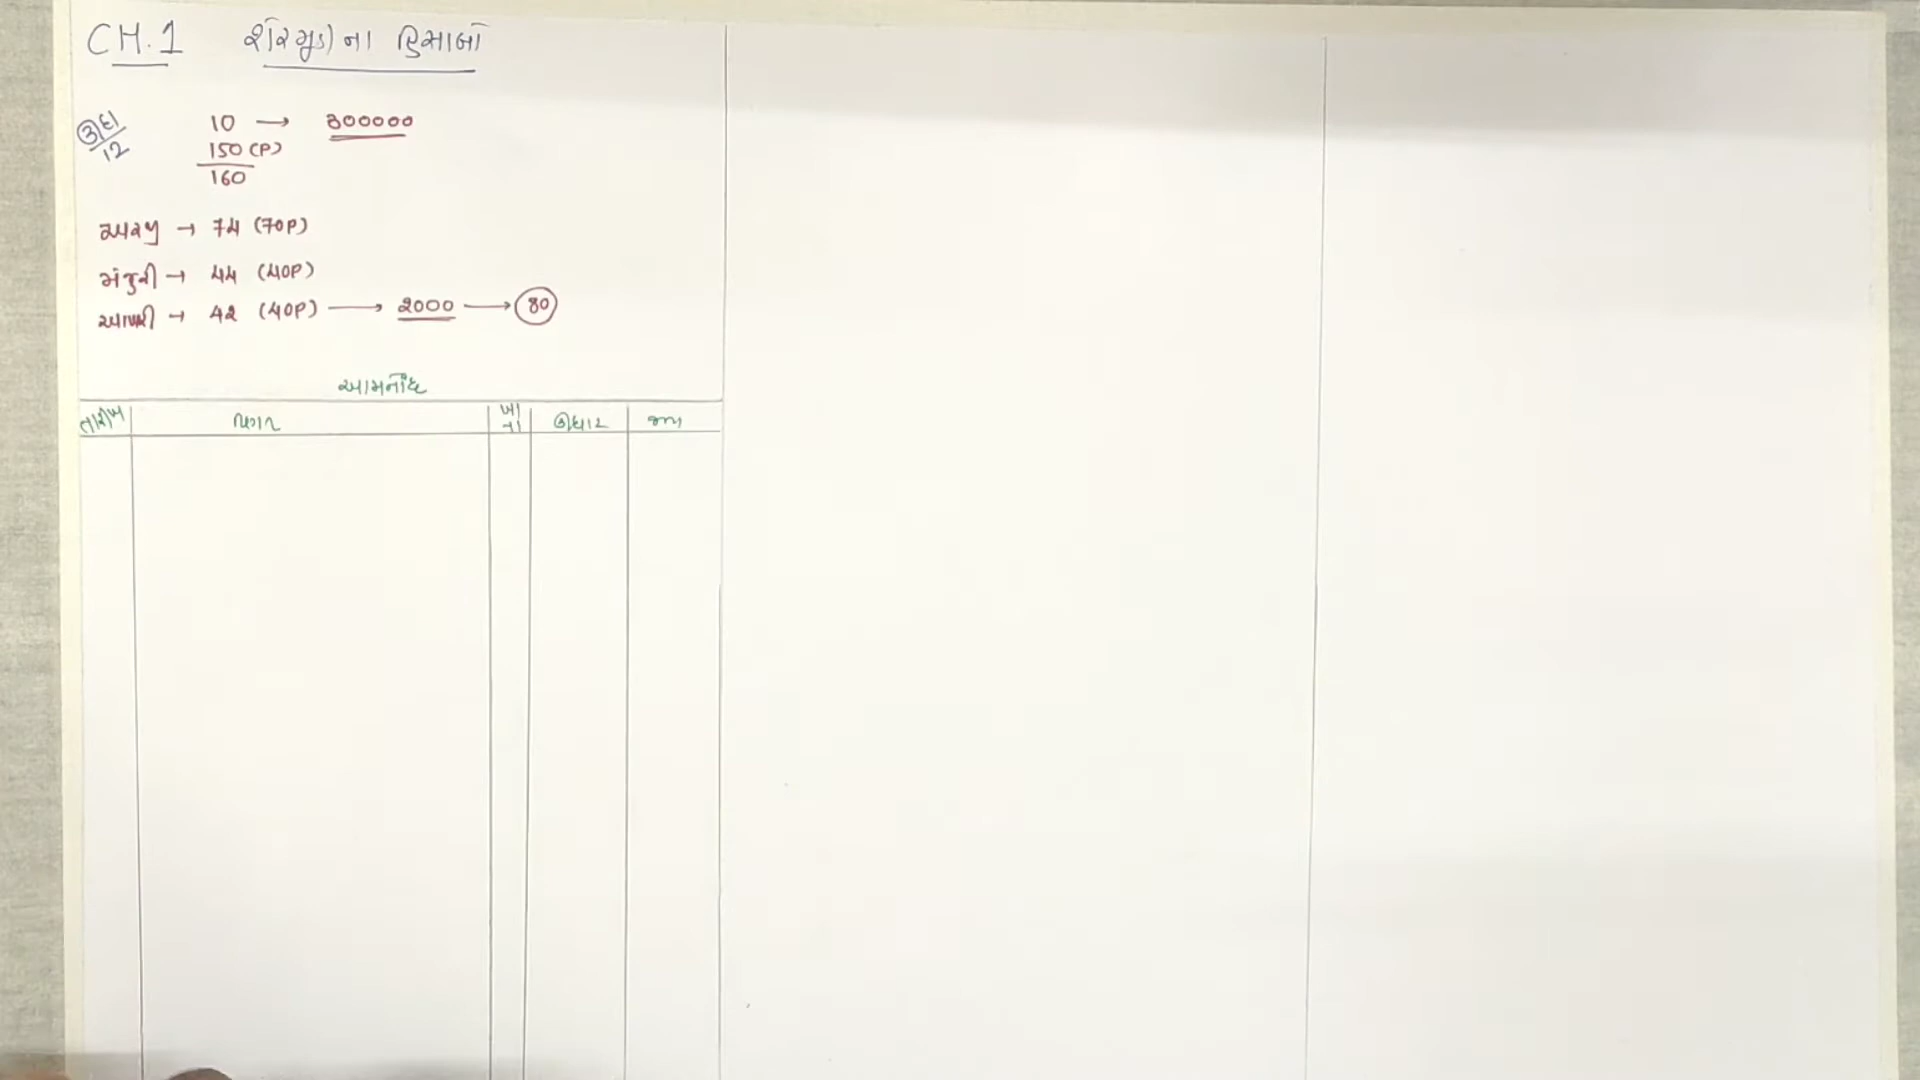 CH.1 શેરમૂડીના હિસાબો
ઉદા 12
10 → 300000
150 (P)
160
અરજી → 74 (70P)
મંજુરી → 44 (40P)
આખરી → 42 (40P) → 2000 → 80
આમનોંધ
તારીખ વિગત ખા ના ઉધાર જમા